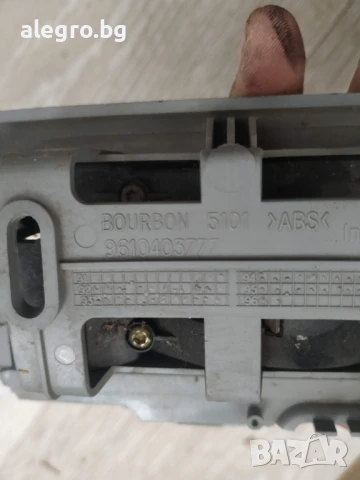 alegro.bg
BOURBON 5101 >ABS<
9610403777
BAZAR